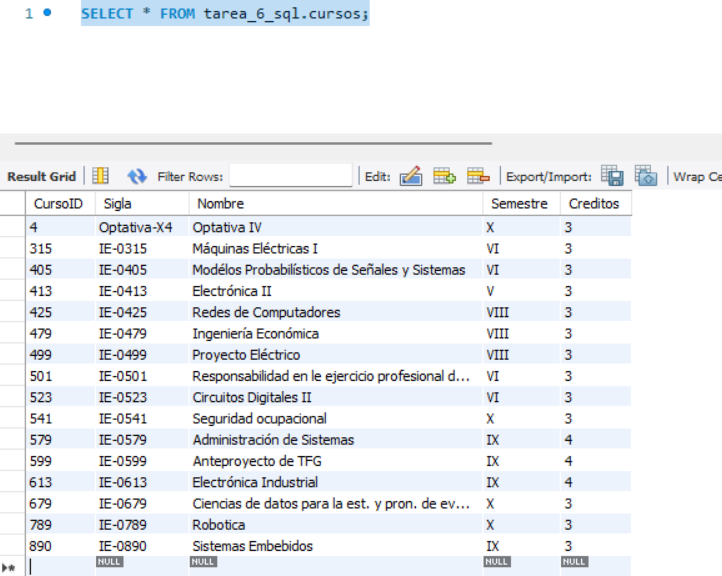 1 SELECT * FROM tarea_6_sql.cursos;
Result Grid Filter Rows: Edit: Export/Import: Wrap Ce
CursoID Sigla Nombre Semestre Creditos
4 Optativa-X4 Optativa IV X 3
315 IE-0315 Máquinas Eléctricas I VI 3
405 IE-0405 Modélos Probabilísticos de Señales y Sistemas VI 3
413 IE-0413 Electrónica II V 3
425 IE-0425 Redes de Computadores VIII 3
479 IE-0479 Ingeniería Económica VIII 3
499 IE-0499 Proyecto Eléctrico VIII 3
501 IE-0501 Responsabilidad en le ejercicio profesional d... VI 3
523 IE-0523 Circuitos Digitales II VI 3
541 IE-0541 Seguridad ocupacional X 3
579 IE-0579 Administración de Sistemas IX 4
599 IE-0599 Anteproyecto de TFG IX 4
613 IE-0613 Electrónica Industrial IX 4
679 IE-0679 Ciencias de datos para la est. y pron. de ev... X 3
789 IE-0789 Robotica X 3
890 IE-0890 Sistemas Embebidos IX 3
NULL NULL NULL NULL